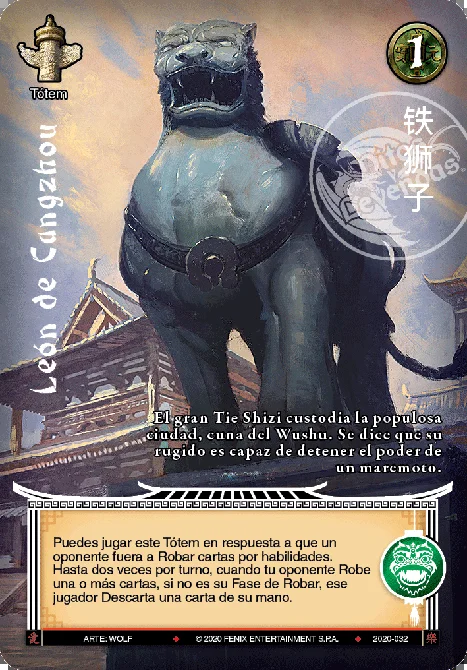 Tótem
1
León de Cangzhou
铁狮子
Mitos y
Leyendas
El gran Tie Shizi custodia la populosa
ciudad, cuna del Wushu. Se dice que su
rugido es capaz de detener el poder de
un maremoto.
Puedes jugar este Tótem en respuesta a que un
oponente fuera a Robar cartas por habilidades.
Hasta dos veces por turno, cuando tu oponente Robe
una o más cartas, si no es su Fase de Robar, ese
jugador Descarta una carta de su mano.
ARTE: WOLF © 2020 FENIX ENTERTAINMENT S.P.A. 2020-032